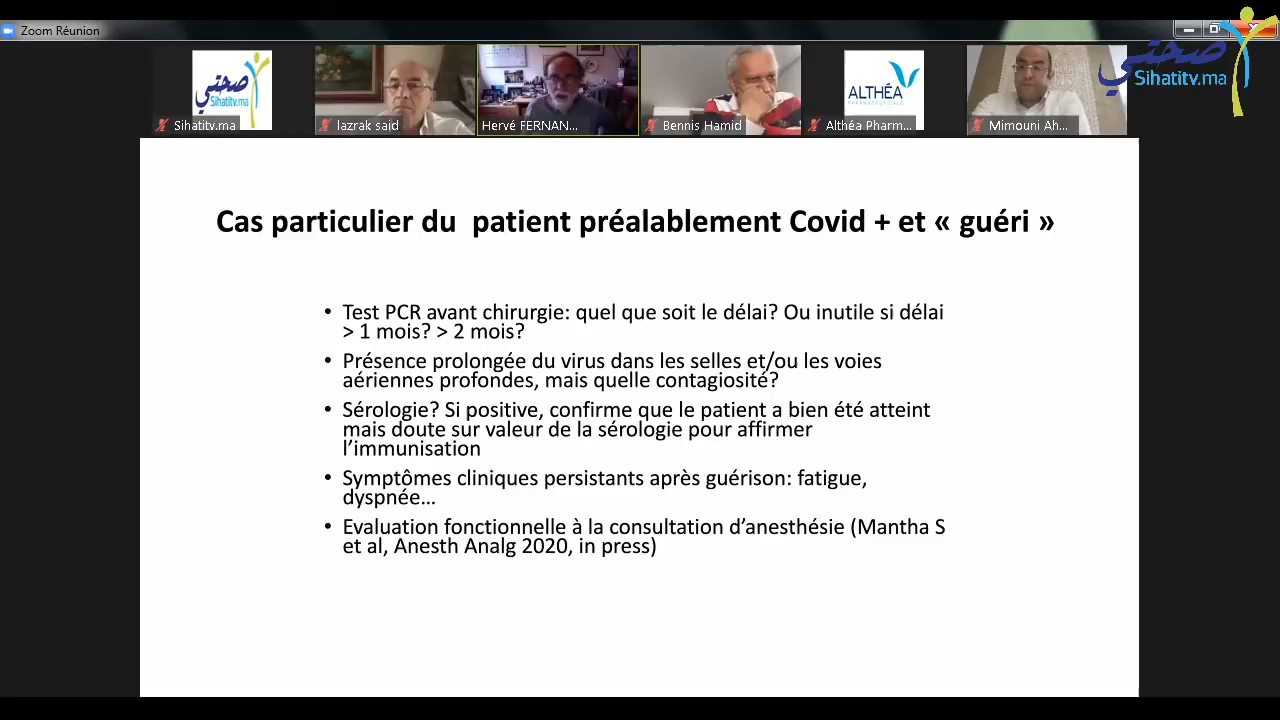 Zoom Réunion
صحتي
Sihatitv.ma
صحتي
Sihatitv.ma
ALTHÉA
PHARMACEUTICALS
Sihatitv.ma
lazrak said
Hervé FERNAN...
Bennis Hamid
Althéa Pharm...
Mimouni Ah...
Cas particulier du patient préalablement Covid + et « guéri »
• Test PCR avant chirurgie: quel que soit le délai? Ou inutile si délai
> 1 mois? > 2 mois?
• Présence prolongée du virus dans les selles et/ou les voies
aériennes profondes, mais quelle contagiosité?
• Sérologie? Si positive, confirme que le patient a bien été atteint
mais doute sur valeur de la sérologie pour affirmer
l’immunisation
• Symptômes cliniques persistants après guérison: fatigue,
dyspnée…
• Evaluation fonctionnelle à la consultation d’anesthésie (Mantha S
et al, Anesth Analg 2020, in press)